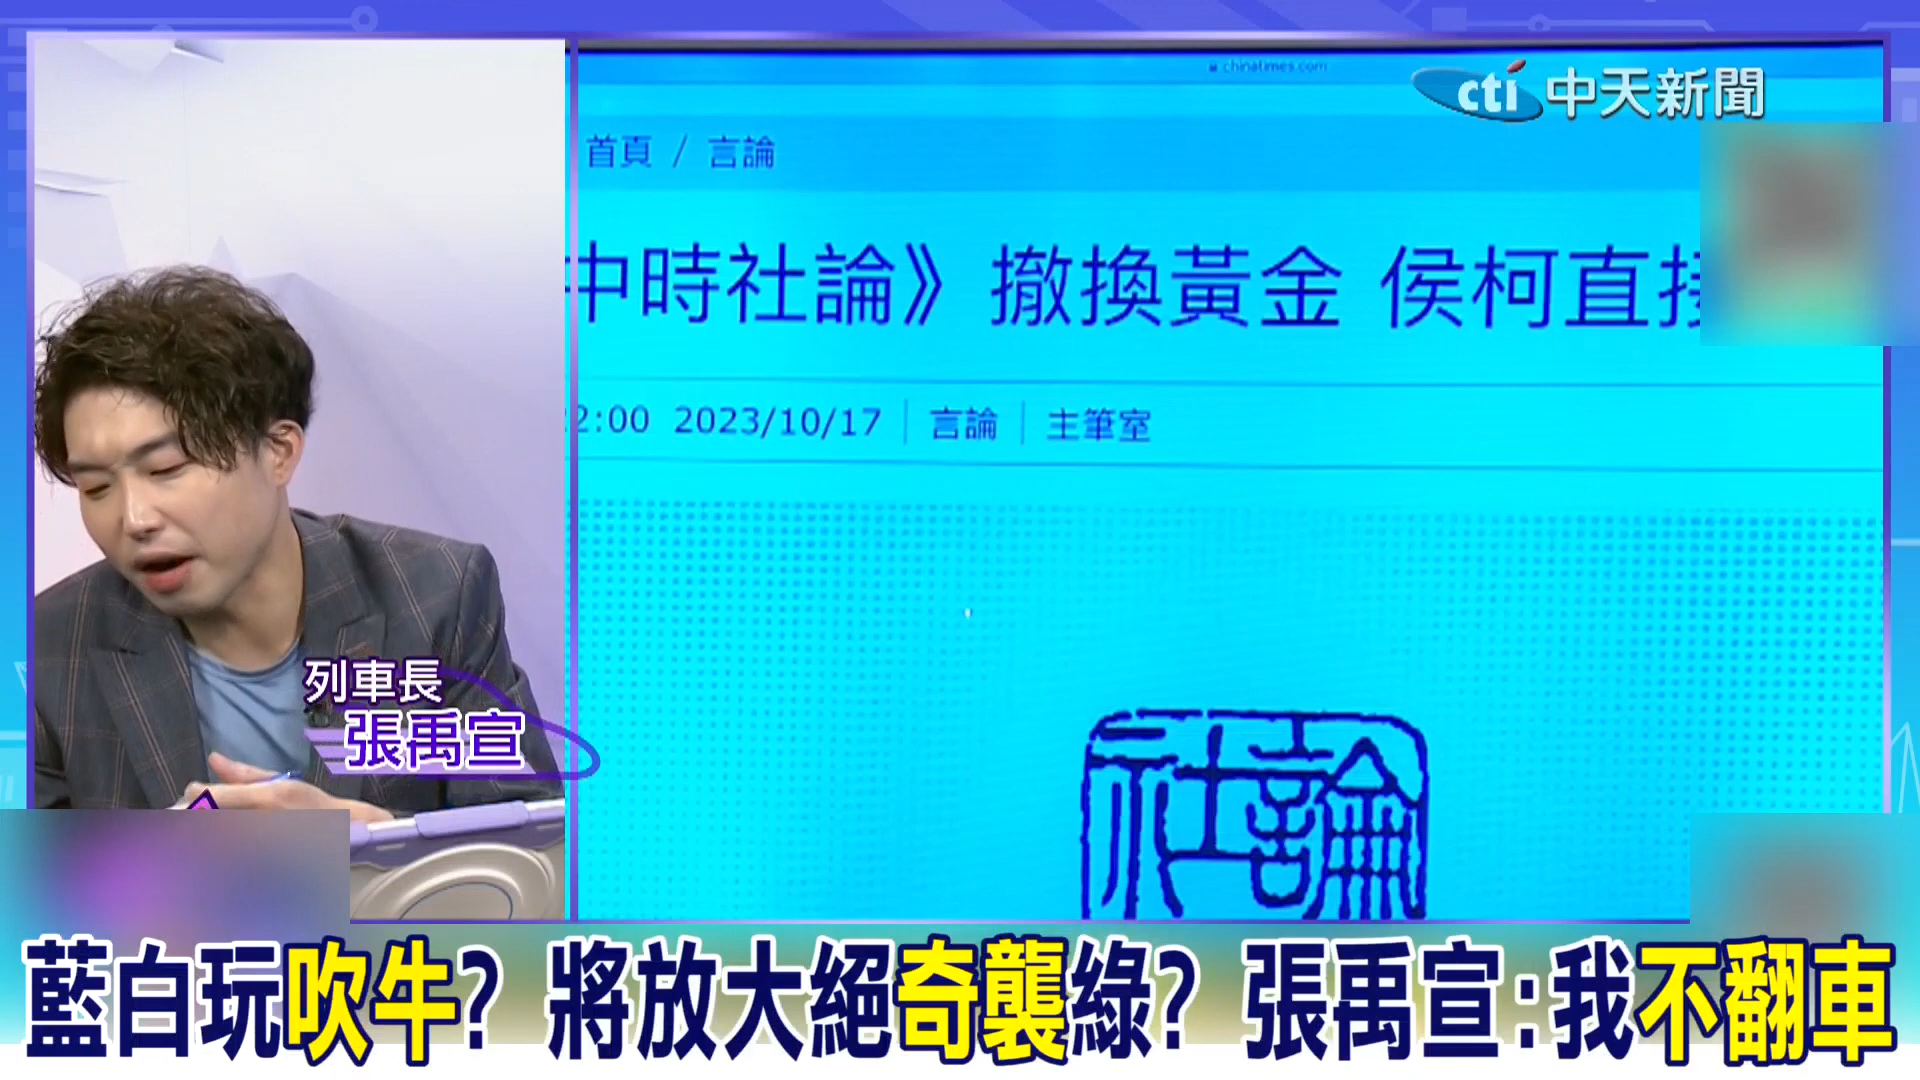 chinatimes.com
cti 中天新聞
首頁 / 言論
中時社論》撤換黃金 侯柯直接
2:00 2023/10/17 言論 主筆室
列車長
張禹宣
社論
藍白玩吹牛? 將放大絕奇襲綠? 張禹宣:我不翻車